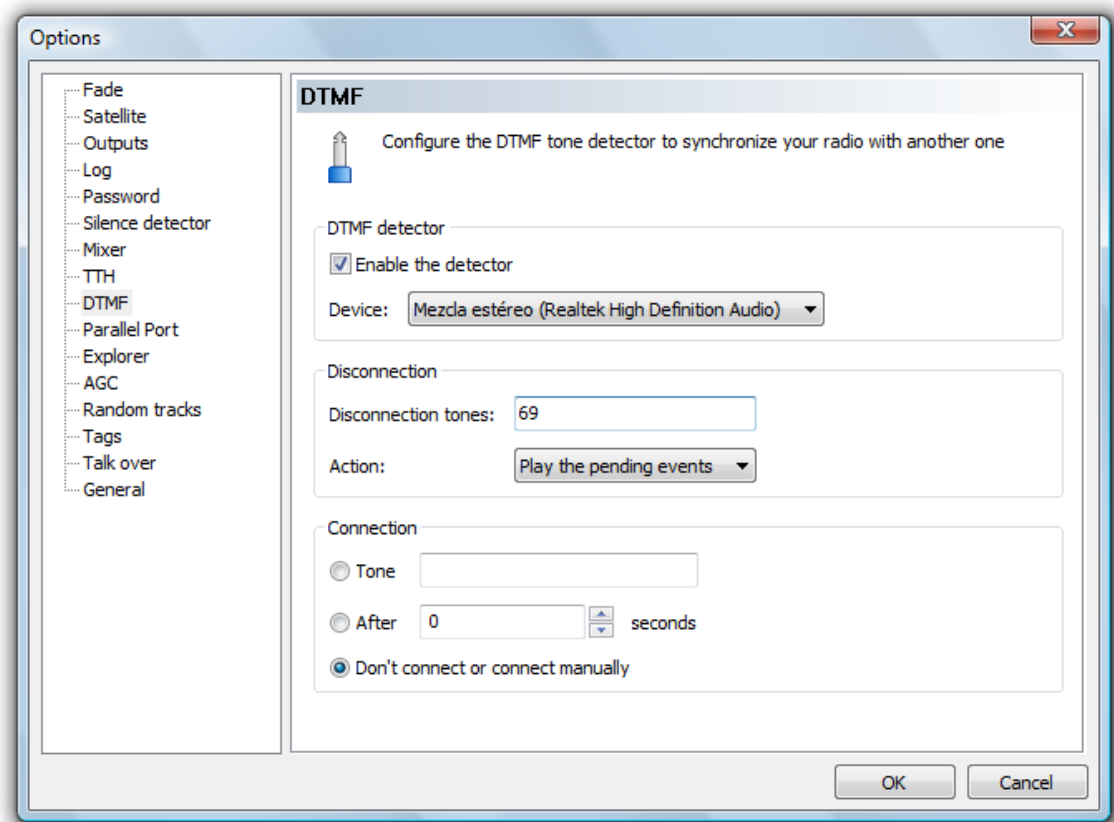 Options
Fade
Satellite
Outputs
Log
Password
Silence detector
Mixer
TTH
DTMF
Parallel Port
Explorer
AGC
Random tracks
Tags
Talk over
General
DTMF
Configure the DTMF tone detector to synchronize your radio with another one
DTMF detector
Enable the detector
Device: Mezcla estéreo (Realtek High Definition Audio)
Disconnection
Disconnection tones: 69
Action: Play the pending events
Connection
Tone
After 0 seconds
Don't connect or connect manually
OK Cancel